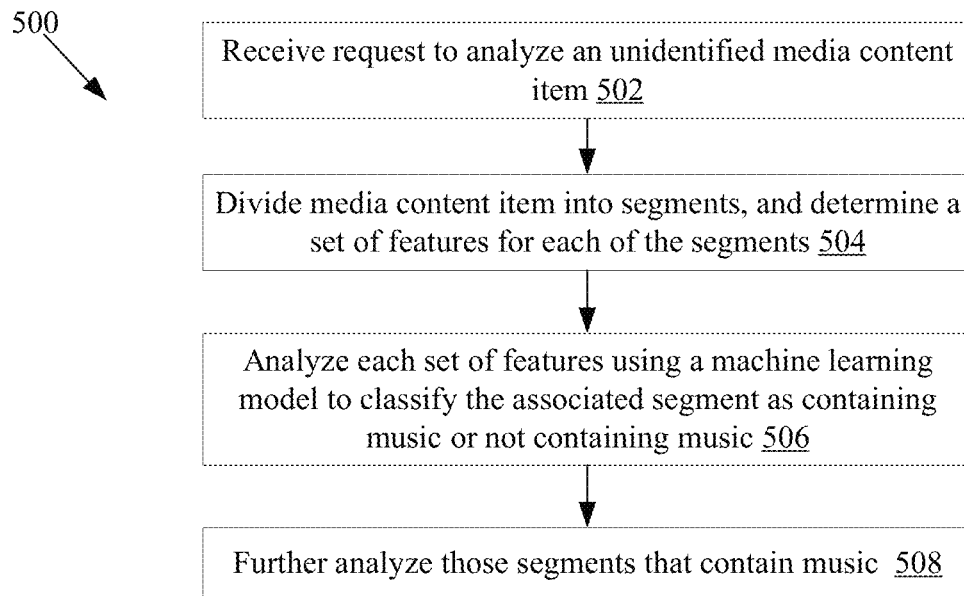 500
Receive request to analyze an unidentified media content
item 502
Divide media content item into segments, and determine a
set of features for each of the segments 504
Analyze each set of features using a machine learning
model to classify the associated segment as containing
music or not containing music 506
Further analyze those segments that contain music 508